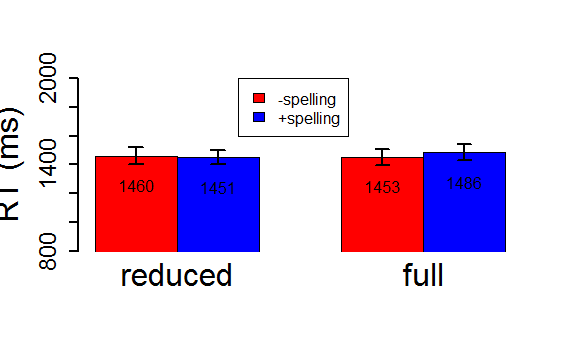 RT (ms)
2000
1400
800
-spelling
+spelling
1460
1451
1453
1486
reduced
full